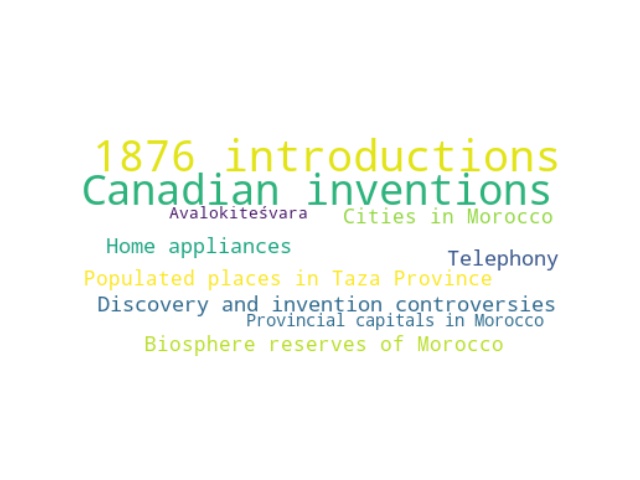 1876 introductions
Canadian inventions
Avalokiteśvara
Cities in Morocco
Home appliances
Telephony
Populated places in Taza Province
Discovery and invention controversies
Provincial capitals in Morocco
Biosphere reserves of Morocco